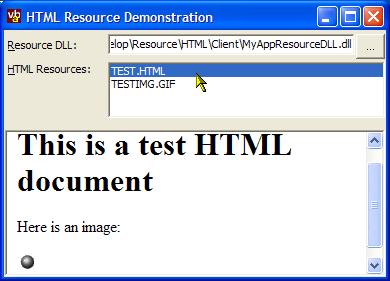 HTML Resource Demonstration
Resource DLL: elop\Resource\HTML\Client\MyAppResourceDLL.dll ...
HTML Resources: TEST.HTML
TESTIMG.GIF
This is a test HTML
document
Here is an image: